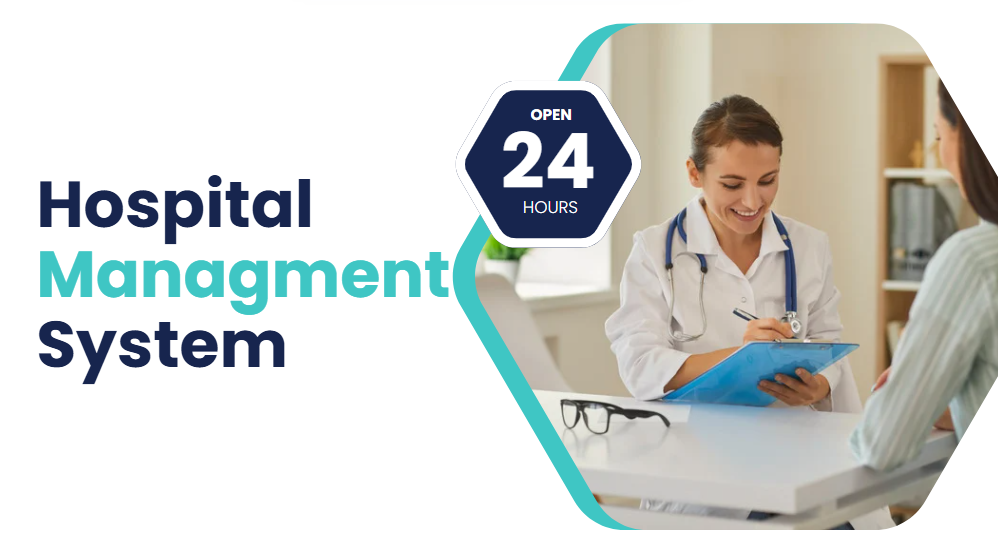 Hospital
Managment
System
OPEN
24
HOURS